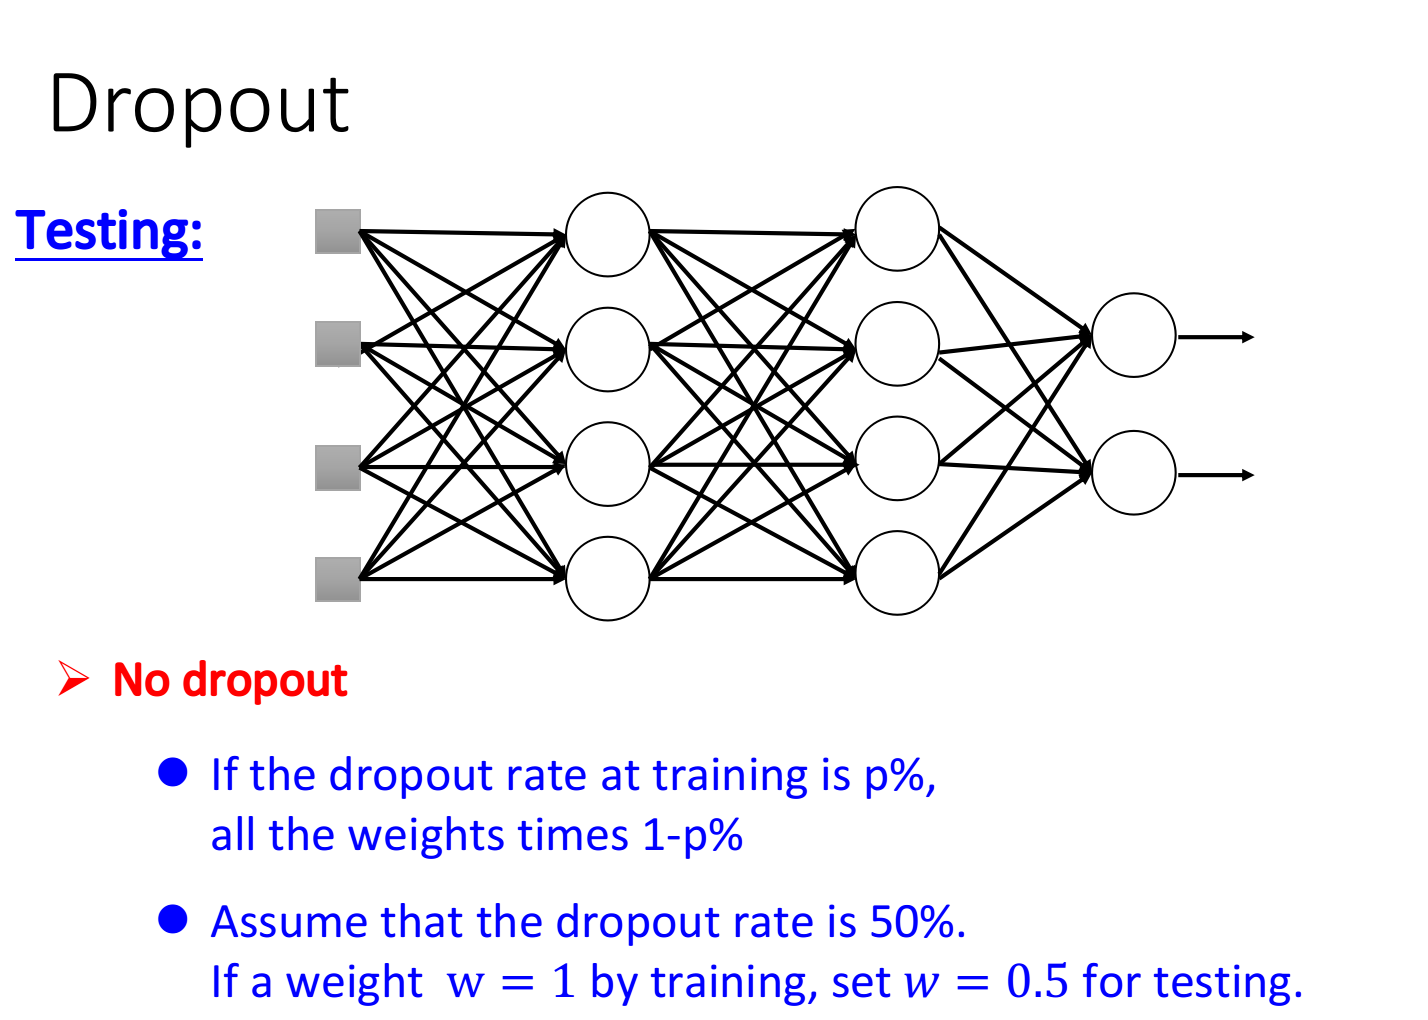 Dropout
Testing:
No dropout
If the dropout rate at training is p%,
all the weights times 1-p%
Assume that the dropout rate is 50%.
If a weight w = 1 by training, set 𝑤 = 0.5 for testing.